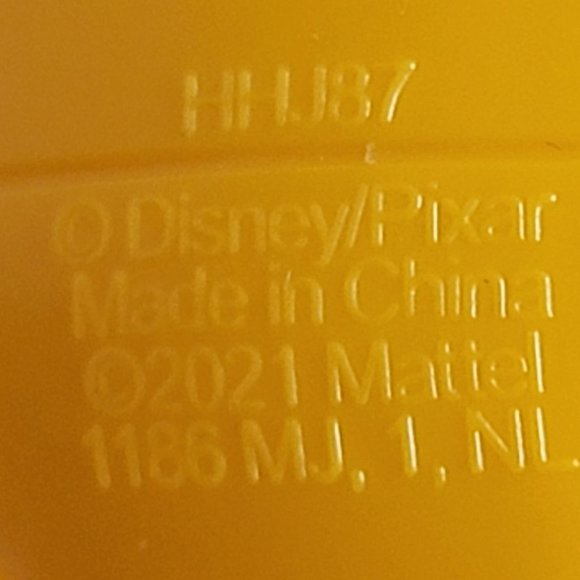 HHJ87
© Disney/Pixar
Made in China
©2021 Mattel
1186 MJ, 1, NL